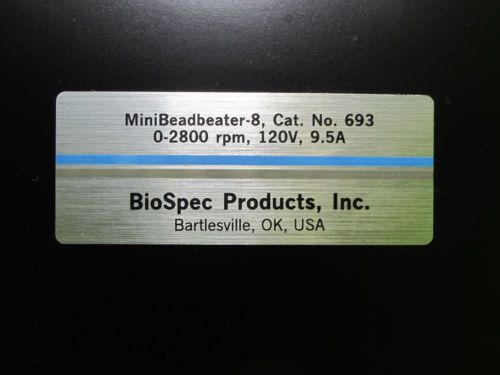 MiniBeadbeater-8, Cat. No. 693
0-2800 rpm, 120V, 9.5A
BioSpec Products, Inc.
Bartlesville, OK, USA